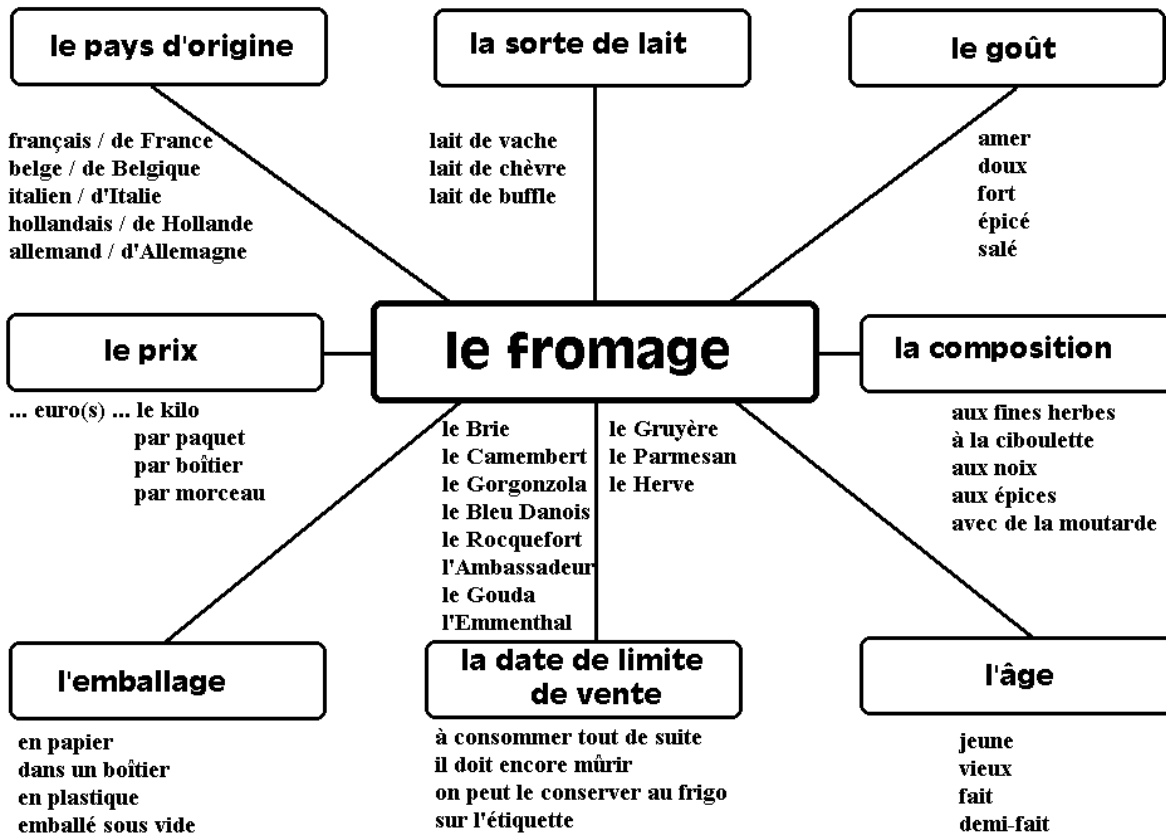 le pays d'origine
français / de France
belge / de Belgique
italien / d'Italie
hollandais / de Hollande
allemand / d'Allemagne
la sorte de lait
lait de vache
lait de chèvre
lait de buffle
le goût
amer
doux
fort
épicé
salé
le prix
... euro(s) ... le kilo
par paquet
par boîtier
par morceau
le fromage
le Brie
le Camembert
le Gorgonzola
le Bleu Danois
le Rocquefort
l'Ambassadeur
le Gouda
l'Emmenthal
le Gruyère
le Parmesan
le Herve
la composition
aux fines herbes
à la ciboulette
aux noix
aux épices
avec de la moutarde
l'emballage
en papier
dans un boîtier
en plastique
emballé sous vide
la date de limite
de vente
à consommer tout de suite
il doit encore mûrir
on peut le conserver au frigo
sur l'étiquette
l'âge
jeune
vieux
fait
demi-fait